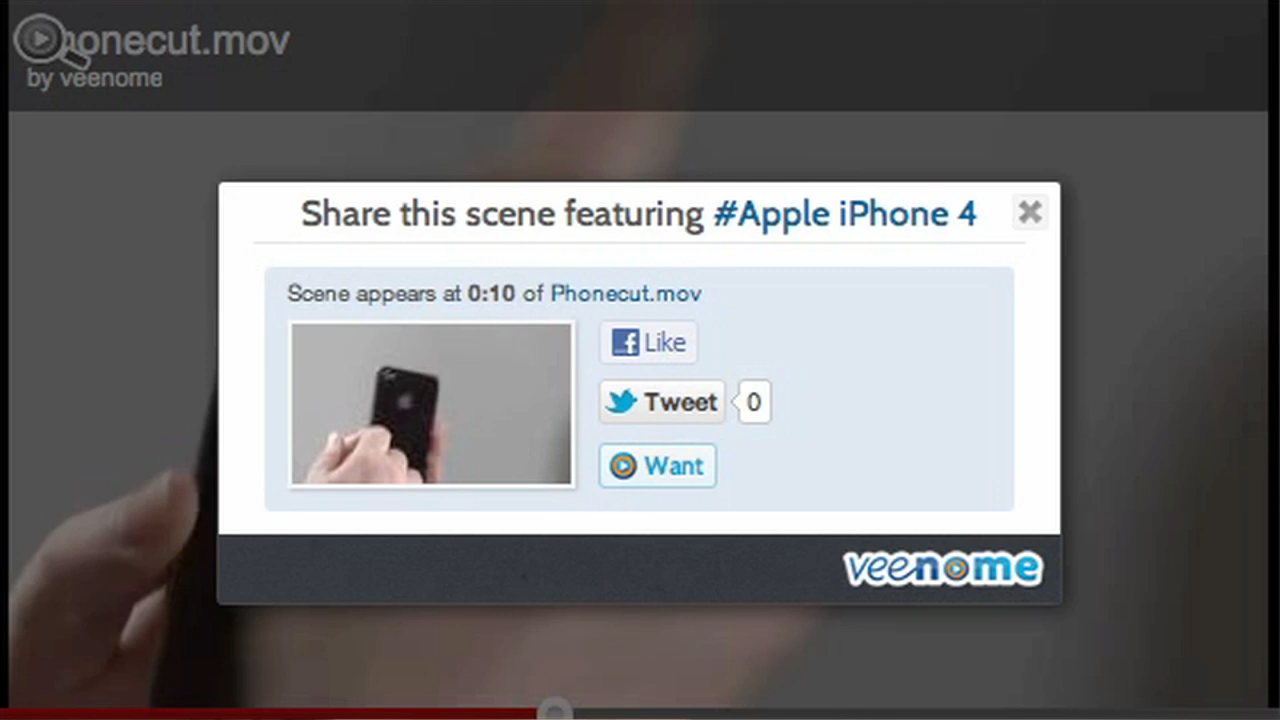 honecut.mov
by veenome
Share this scene featuring #Apple iPhone 4
Scene appears at 0:10 of Phonecut.mov
f Like
Tweet 0
Want
veenome